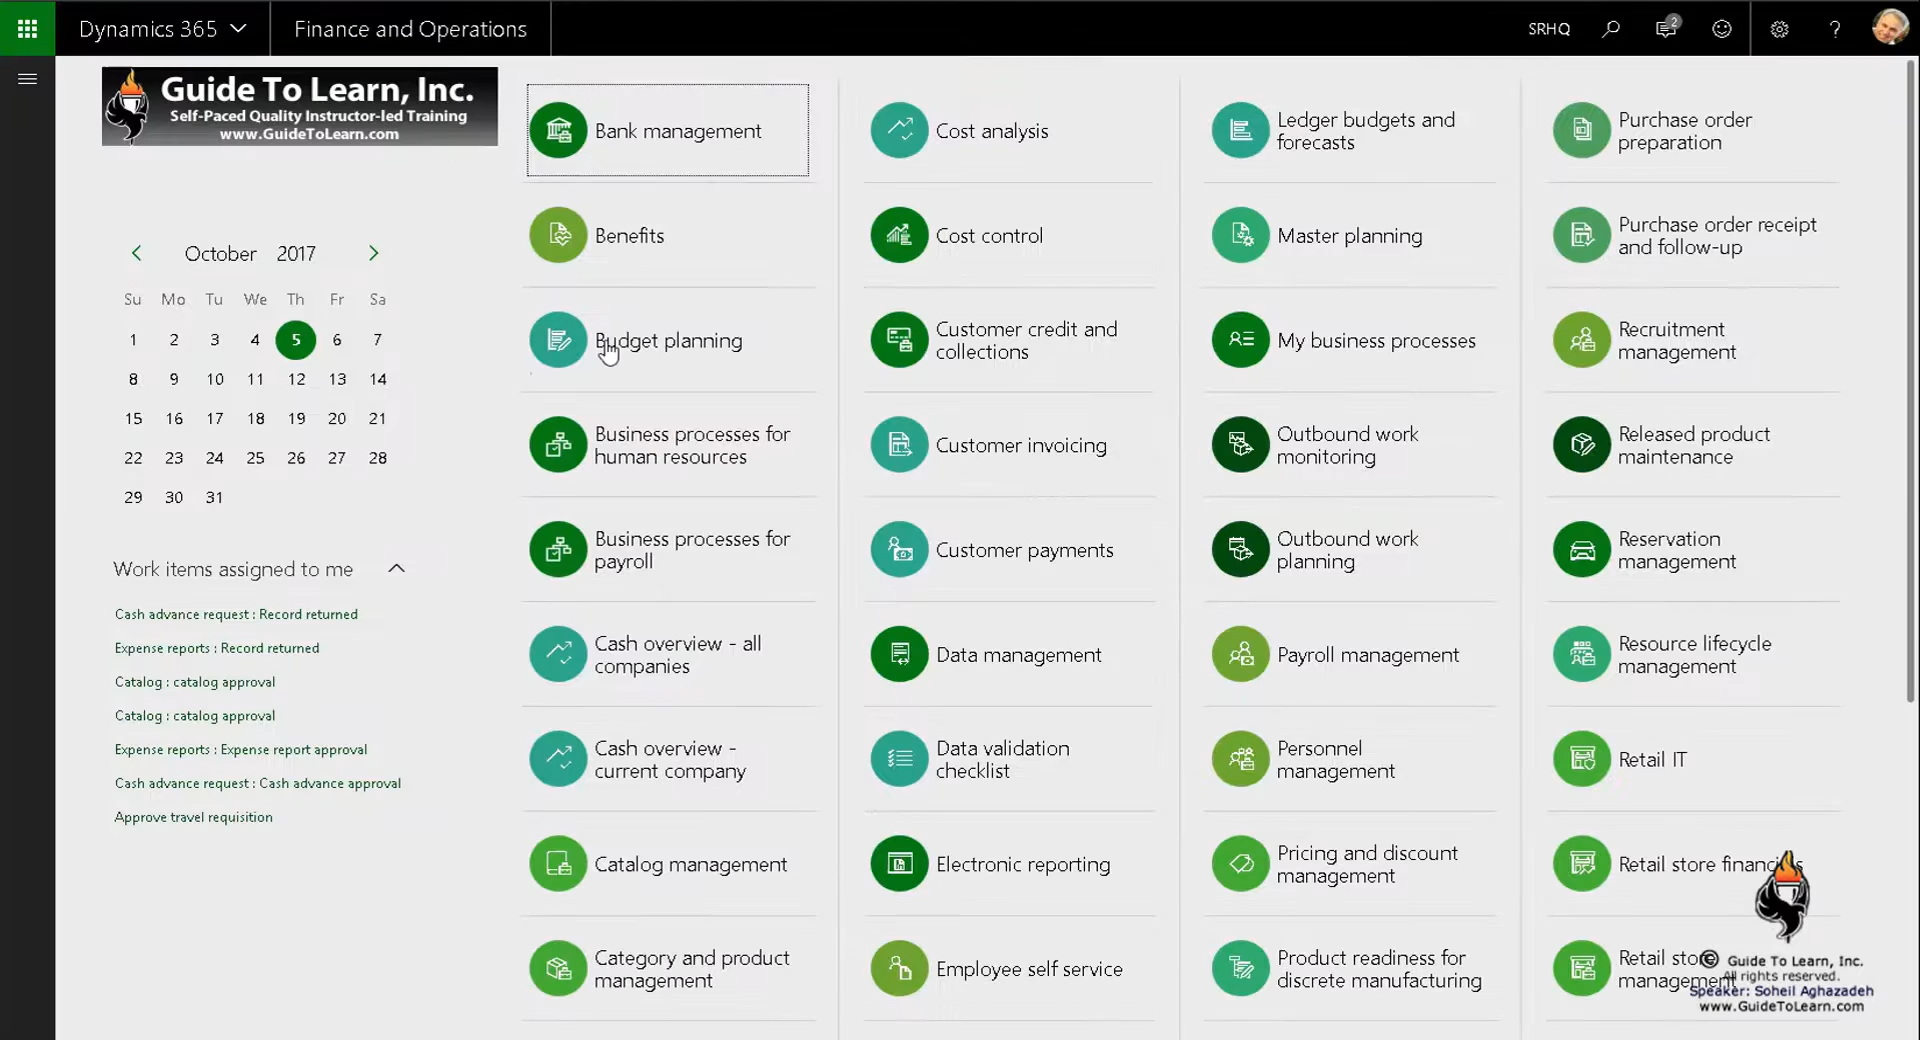 Dynamics 365
Finance and Operations
SRHQ
2
?
Guide To Learn, Inc.
Self-Paced Quality Instructor-led Training
www.GuideToLearn.com
October 2017
Su Mo Tu We Th Fr Sa
1 2 3 4 5 6 7
8 9 10 11 12 13 14
15 16 17 18 19 20 21
22 23 24 25 26 27 28
29 30 31
Work items assigned to me
Cash advance request : Record returned
Expense reports : Record returned
Catalog : catalog approval
Catalog : catalog approval
Expense reports : Expense report approval
Cash advance request : Cash advance approval
Approve travel requisition
Bank management
Benefits
Budget planning
Business processes for
human resources
Business processes for
payroll
Cash overview - all
companies
Cash overview -
current company
Catalog management
Category and product
management
Cost analysis
Cost control
Customer credit and
collections
Customer invoicing
Customer payments
Data management
Data validation
checklist
Electronic reporting
Employee self service
Ledger budgets and
forecasts
Master planning
My business processes
Outbound work
monitoring
Outbound work
planning
Payroll management
Personnel
management
Pricing and discount
management
Product readiness for
discrete manufacturing
Purchase order
preparation
Purchase order receipt
and follow-up
Recruitment
management
Released product
maintenance
Reservation
management
Resource lifecycle
management
Retail IT
Retail store financials
Retail store
management
© Guide To Learn, Inc.
All rights reserved.
Speaker: Soheil Aghazadeh
www.GuideToLearn.com